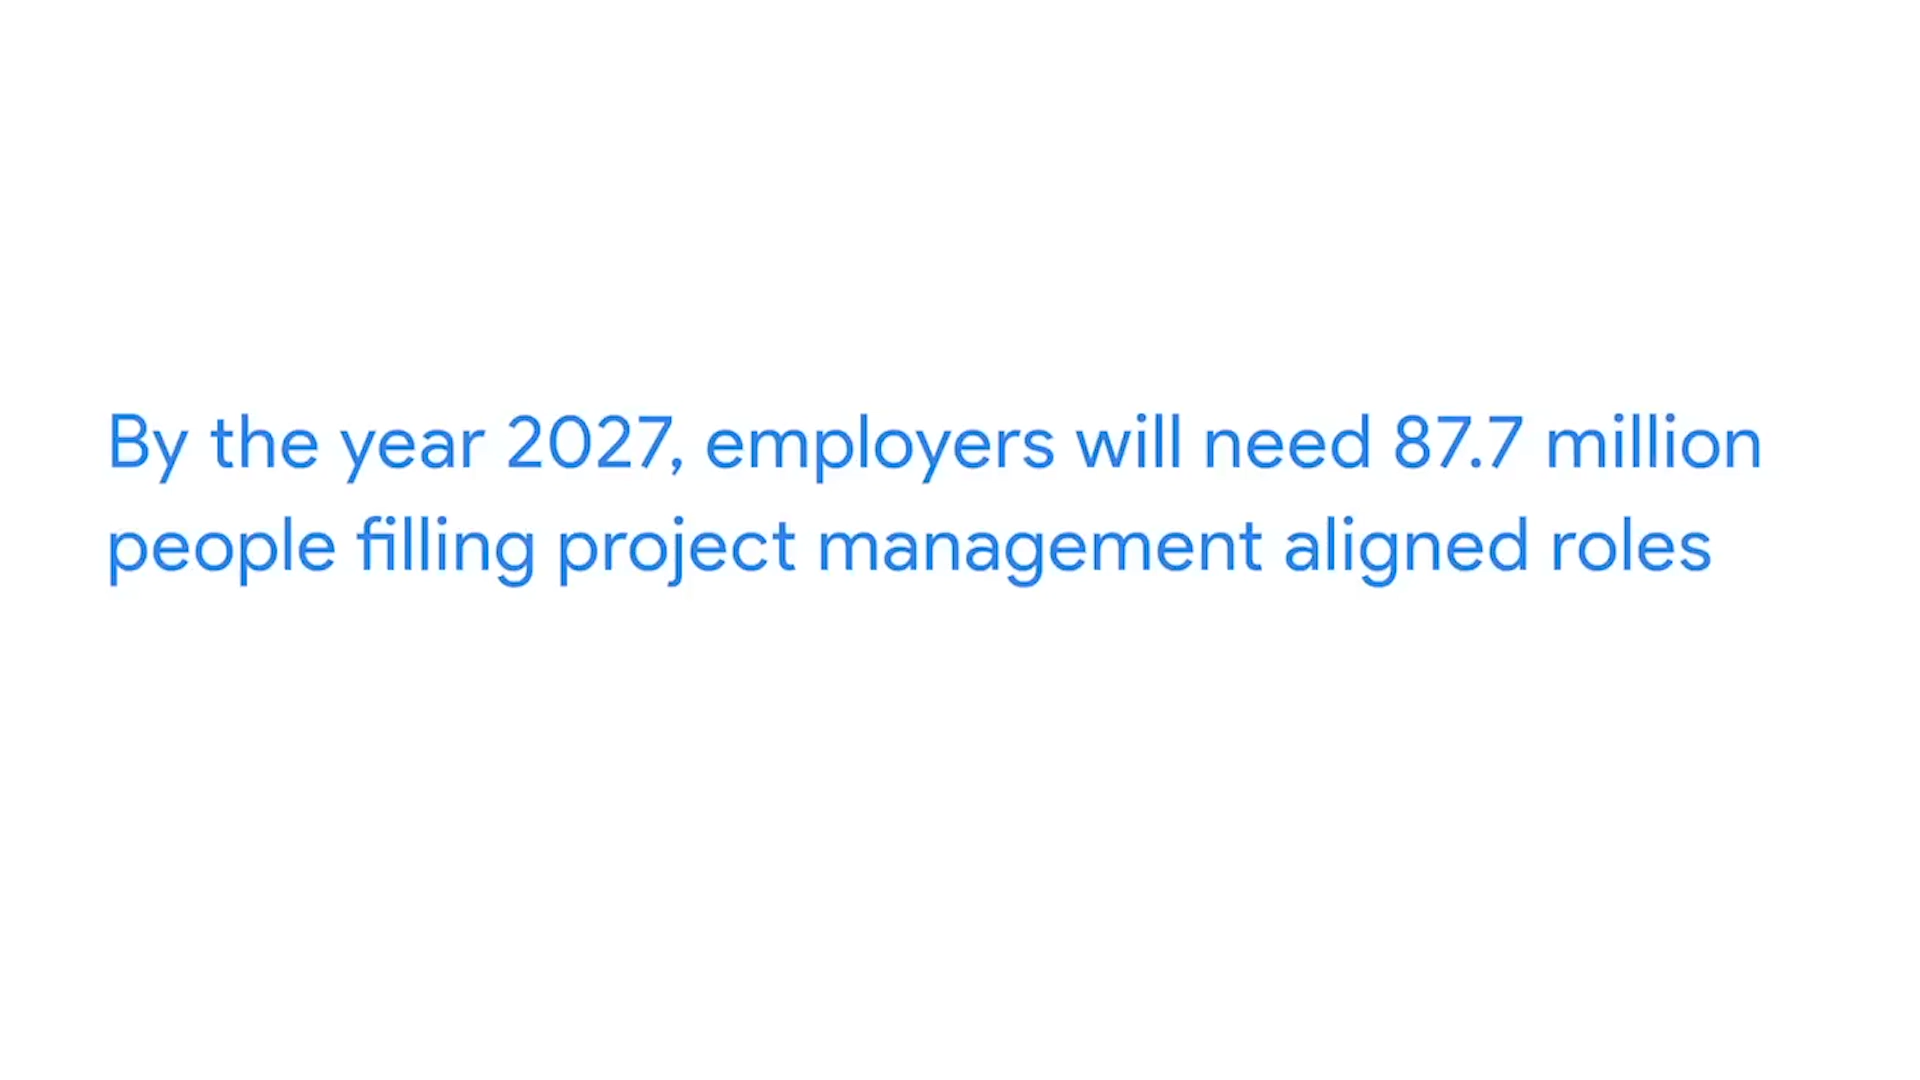 By the year 2027, employers will need 87.7 million
people filling project management aligned roles